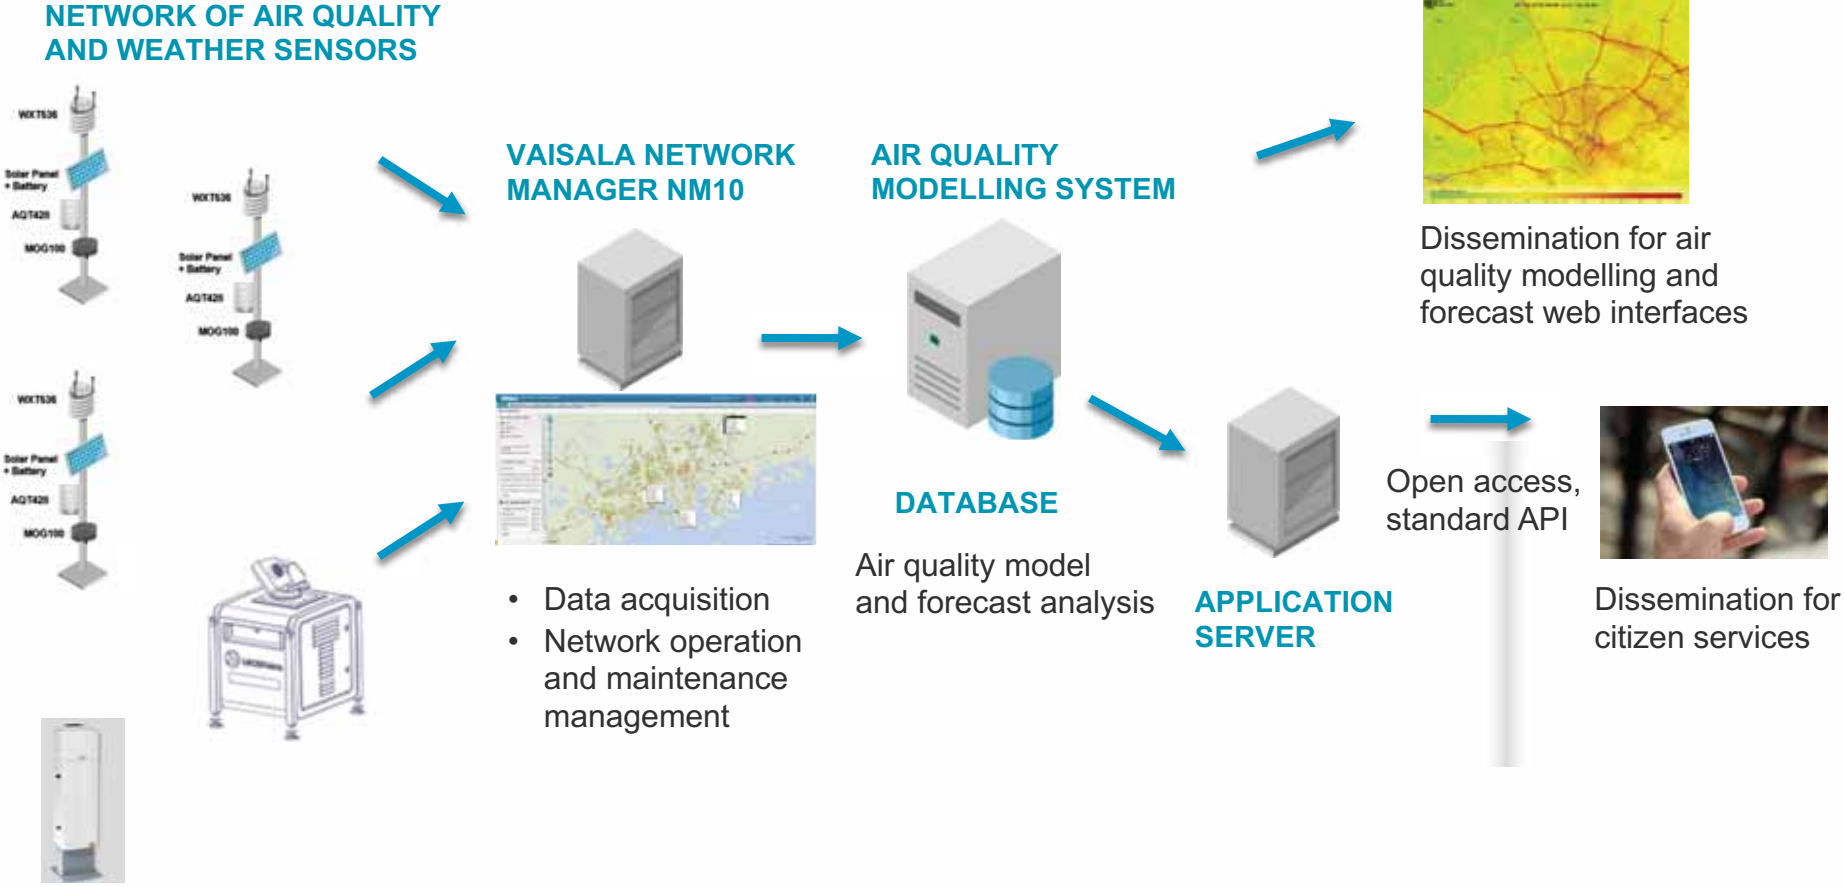 NETWORK OF AIR QUALITY
AND WEATHER SENSORS
WXT536
Solar Panel
+ Battery
AQT420
MOG100
WXT536
Solar Panel
+ Battery
AQT420
MOG100
WXT536
Solar Panel
+ Battery
AQT420
MOG100
VAISALA NETWORK
MANAGER NM10
• Data acquisition
• Network operation
and maintenance
management
AIR QUALITY
MODELLING SYSTEM
DATABASE
Air quality model
and forecast analysis
APPLICATION
SERVER
Dissemination for air
quality modelling and
forecast web interfaces
Open access,
standard API
Dissemination for
citizen services